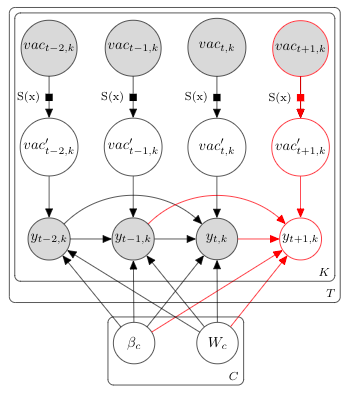 vac_{t-2,k} vac_{t-1,k} vac_{t,k} vac_{t+1,k}
S(x) S(x) S(x) S(x)
vac'_{t-2,k} vac'_{t-1,k} vac'_{t,k} vac'_{t+1,k}
y_{t-2,k} y_{t-1,k} y_{t,k} y_{t+1,k}
K
T
β_c W_c
C